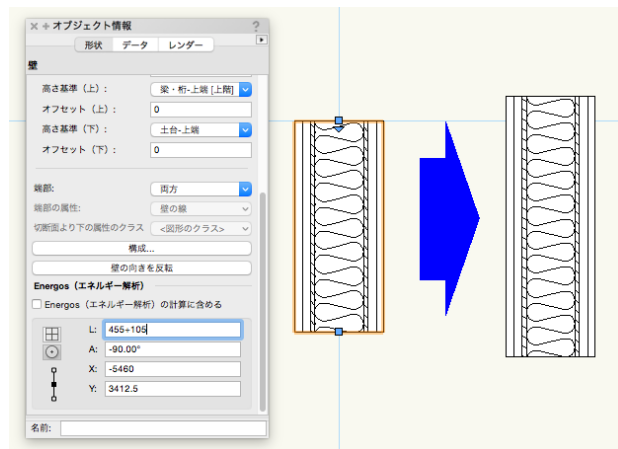 オブジェクト情報
?
形状 データ レンダー
壁
高さ基準（上）： 梁・桁-上端 [上階]
オフセット（上）： 0
高さ基準（下）： 土台-上端
オフセット（下）： 0
端部: 両方
端部の属性: 壁の線
切断面より下の属性のクラス <図形のクラス>
構成...
壁の向きを反転
Energos（エネルギー解析）
Energos（エネルギー解析）の計算に含める
L: 455+105
A: -90.00°
X: -5460
Y: 3412.5
名前: